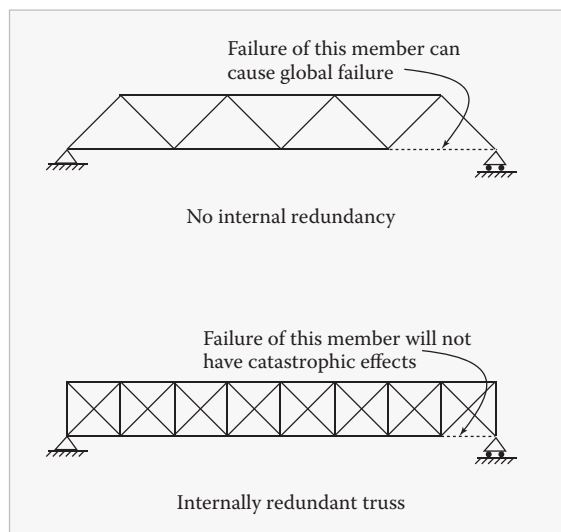 Failure of this member can
cause global failure
No internal redundancy
Failure of this member will not
have catastrophic effects
Internally redundant truss